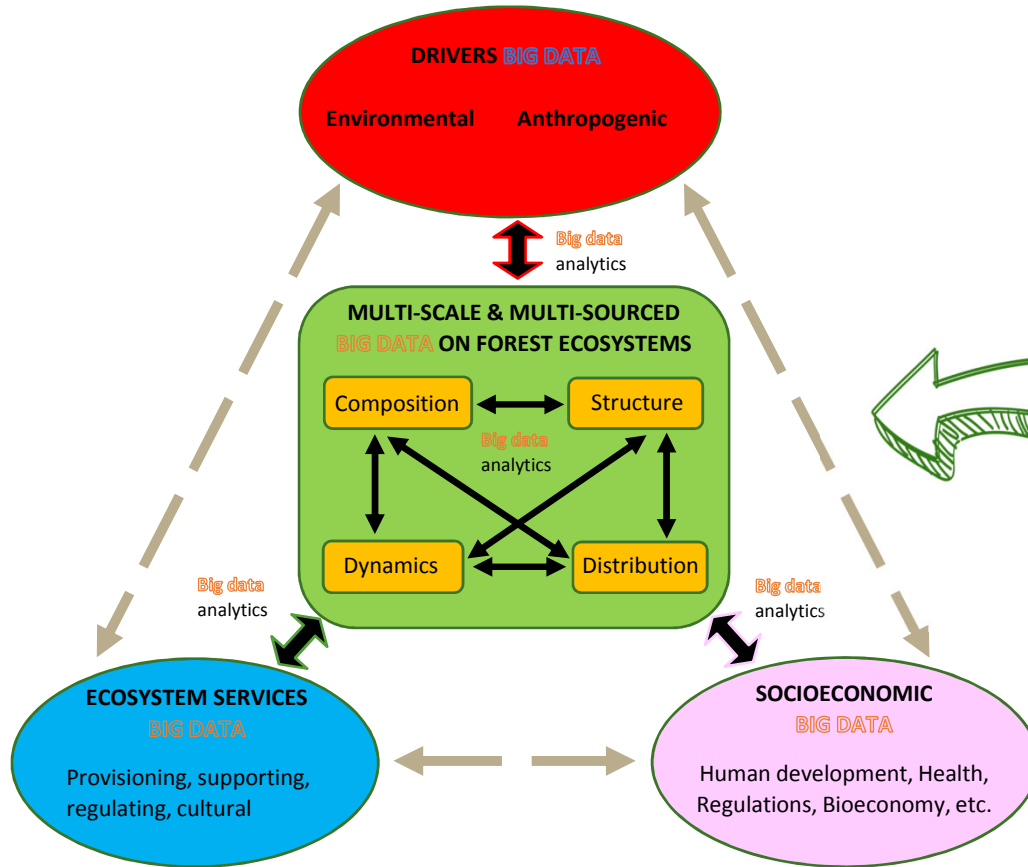 DRIVERS BIG DATA
Environmental Anthropogenic
Big data
analytics
MULTI-SCALE & MULTI-SOURCED
BIG DATA ON FOREST ECOSYSTEMS
Composition Structure
Big data
analytics
Dynamics Distribution
Big data
analytics
Big data
analytics
ECOSYSTEM SERVICES
BIG DATA
Provisioning, supporting,
regulating, cultural
SOCIOECONOMIC
BIG DATA
Human development, Health,
Regulations, Bioeconomy, etc.